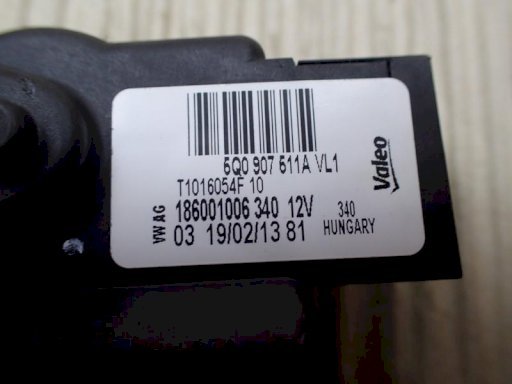 5Q0 907 511A VL1
T1016054F 10
186001006 340 12V
03 19/02/13 81
VW AG
340
HUNGARY
Valeo